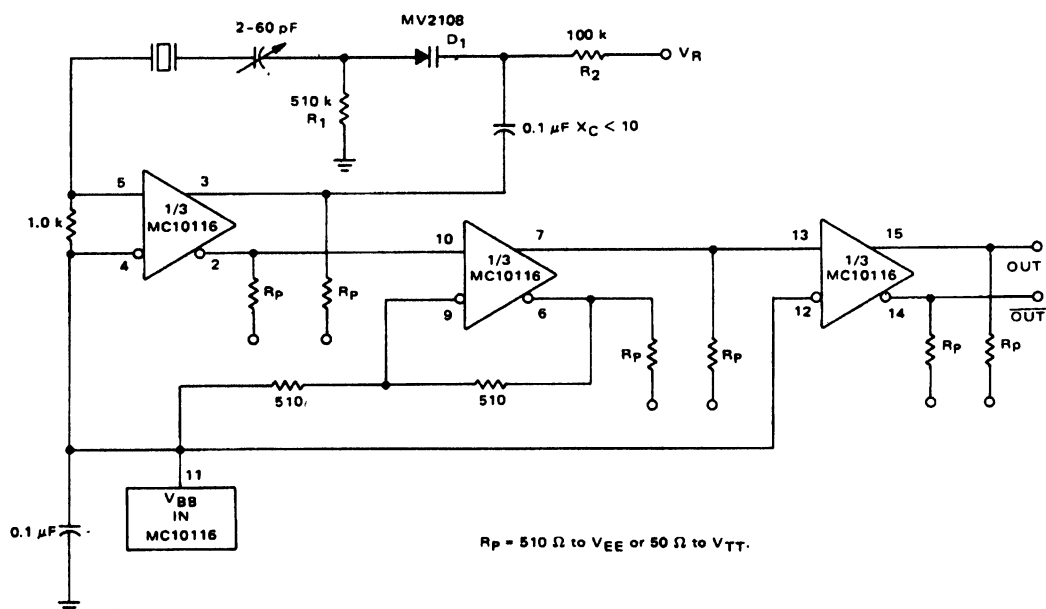 MV2108
2-60 pF
D1
100 k
VR
R2
510 k
R1
0.1 μF XC < 10
5
3
1/3
MC10116
1.0 k
4
2
10
7
1/3
MC10116
13
15
1/3
MC10116
OUT
RP
RP
9
6
12
14
OUT
RP
RP
RP
RP
510
510
11
VBB
IN
MC10116
0.1 μF
RP = 510 Ω to VEE or 50 Ω to VTT.